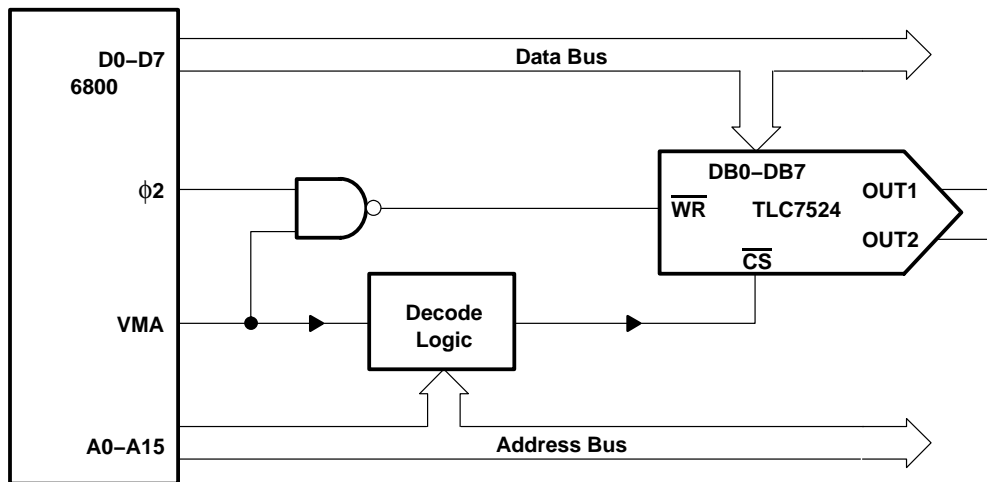 D0–D7
6800
Data Bus
DB0–DB7
ϕ2
WR
TLC7524
OUT1
OUT2
CS
VMA
Decode
Logic
A0–A15
Address Bus